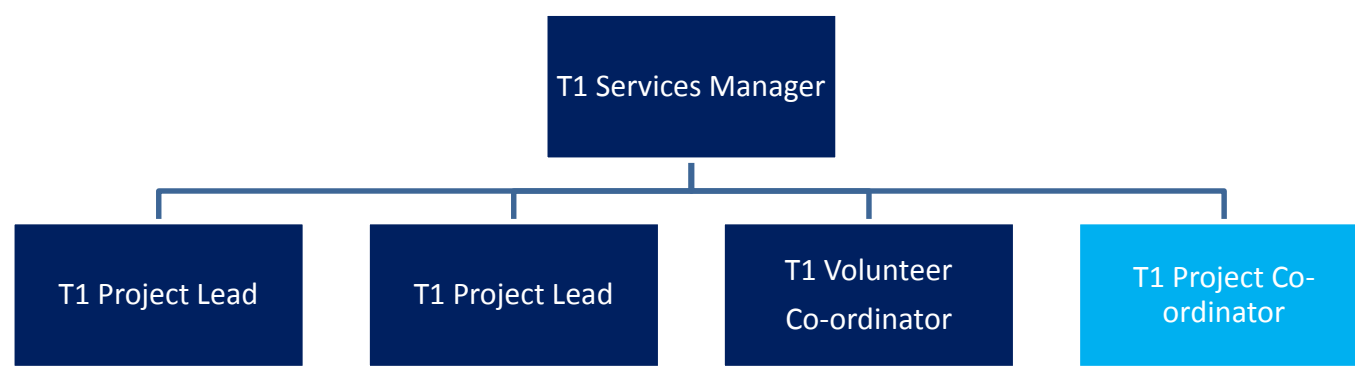 T1 Services Manager
T1 Project Lead
T1 Project Lead
T1 Volunteer
Co-ordinator
T1 Project Co-
ordinator